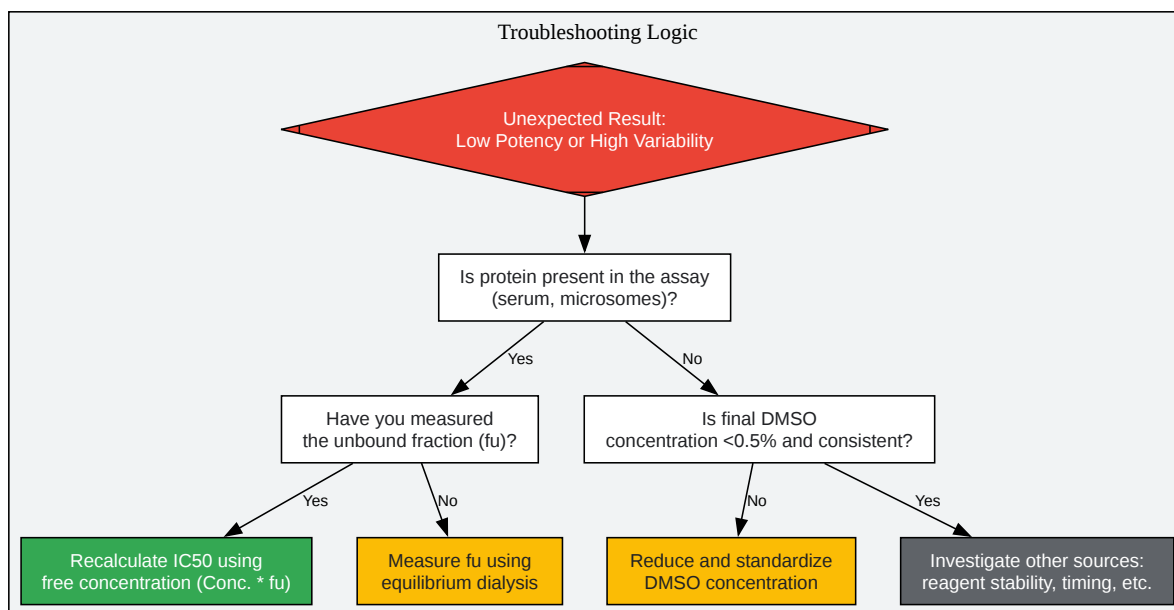 Troubleshooting Logic
Unexpected Result:
Low Potency or High Variability
Is protein present in the assay
(serum, microsomes)?
Yes
No
Have you measured
the unbound fraction (fu)?
Is final DMSO
concentration <0.5% and consistent?
Yes
No
No
Yes
Recalculate IC50 using
free concentration (Conc. * fu)
Measure fu using
equilibrium dialysis
Reduce and standardize
DMSO concentration
Investigate other sources:
reagent stability, timing, etc.